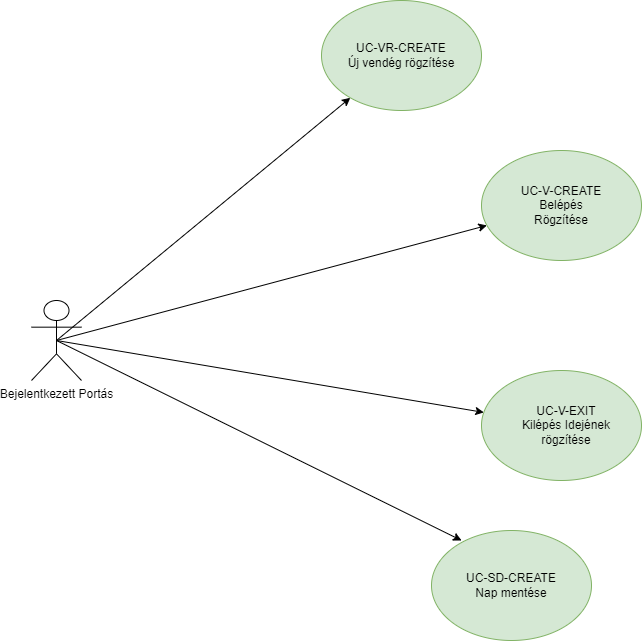 UC-VR-CREATE
Új vendég rögzítése
UC-V-CREATE
Belépés
Rögzítése
Bejelentkezett Portás
UC-V-EXIT
Kilépés Idejének
rögzítése
UC-SD-CREATE
Nap mentése